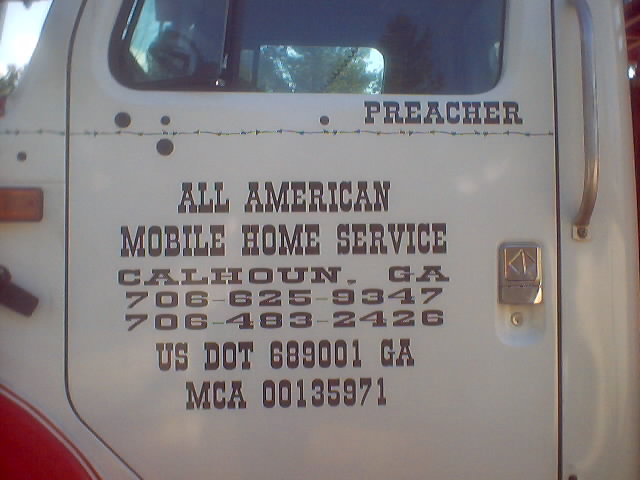 PREACHER
ALL AMERICAN
MOBILE HOME SERVICE
CALHOUN, GA
706-625-9347
706-483-2426
US DOT 689001 GA
MCA 00135971